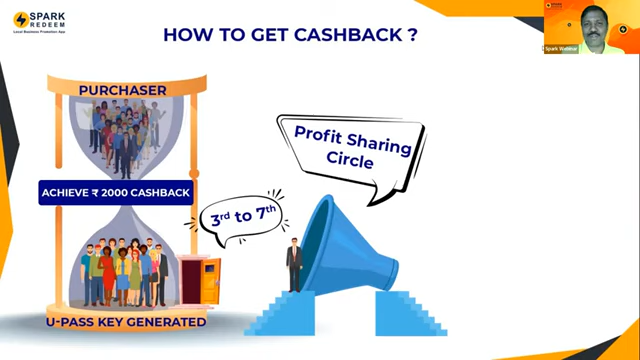 SPARK
REDEEM
Local Business Promotion App
HOW TO GET CASHBACK ?
Spark Webinar
PURCHASER
Profit Sharing
Circle
ACHIEVE ₹ 2000 CASHBACK
3rd to 7th
U-PASS KEY GENERATED